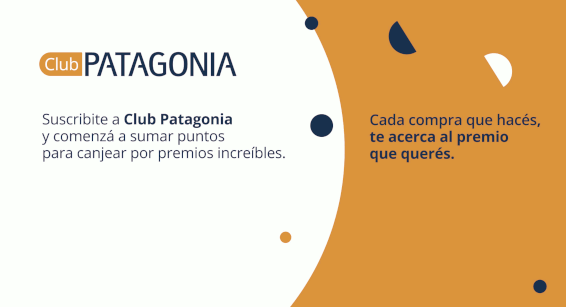 Club PATAGONIA
Suscribite a Club Patagonia
y comenzá a sumar puntos
para canjear por premios increíbles.
Cada compra que hacés,
te acerca al premio
que querés.